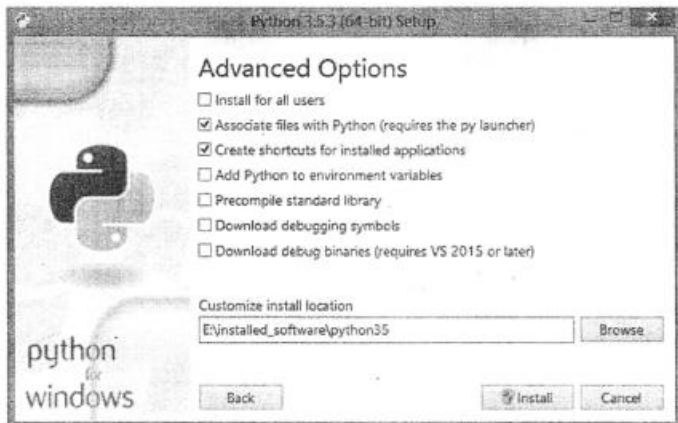 Python 3.5.3 (64-bit) Setup
Advanced Options
Install for all users
Associate files with Python (requires the py launcher)
Create shortcuts for installed applications
Add Python to environment variables
Precompile standard library
Download debugging symbols
Download debug binaries (requires VS 2015 or later)
Customize install location
E:\installed_software\python35
Browse
python
for
windows
Back
Install
Cancel